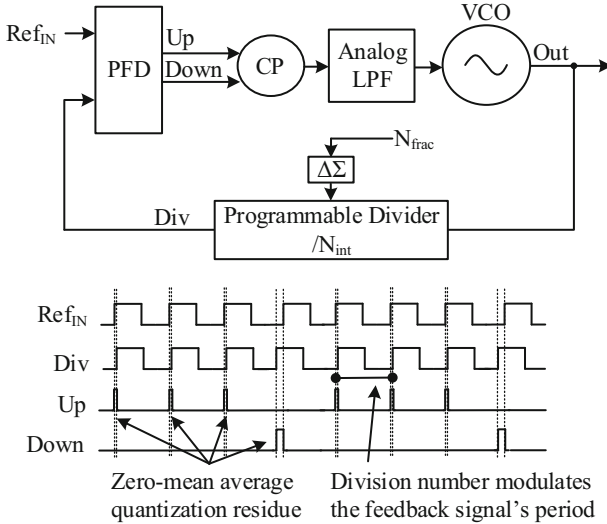 VCO
Ref_IN
Up
Down
PFD
CP
Analog
LPF
Out
N_frac
ΔΣ
Div
Programmable Divider
/N_int
Ref_IN
Div
Up
Down
Zero-mean average
quantization residue
Division number modulates
the feedback signal's period